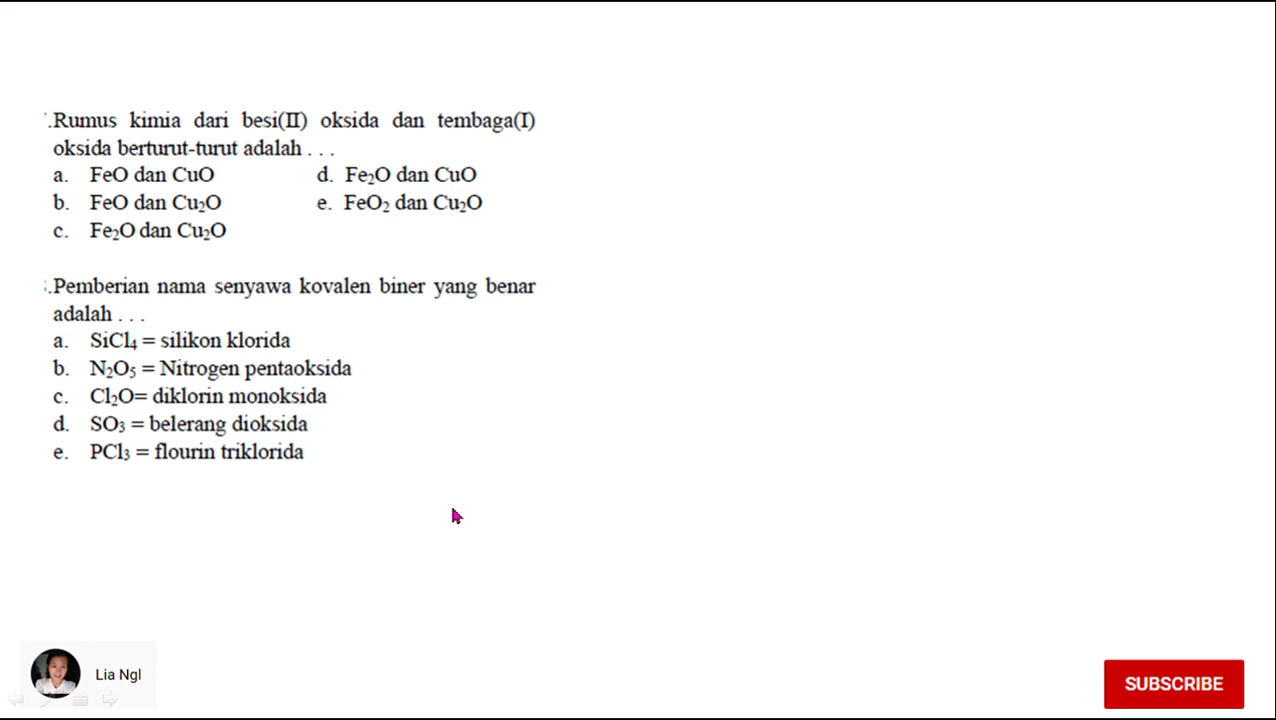 .Rumus kimia dari besi(II) oksida dan tembaga(I)
oksida berturut-turut adalah . . .
a. FeO dan CuO d. Fe₂O dan CuO
b. FeO dan Cu₂O e. FeO₂ dan Cu₂O
c. Fe₂O dan Cu₂O
.Pemberian nama senyawa kovalen biner yang benar
adalah . . .
a. SiCl₄ = silikon klorida
b. N₂O₅ = Nitrogen pentaoksida
c. Cl₂O= diklorin monoksida
d. SO₃ = belerang dioksida
e. PCl₃ = flourin triklorida
Lia Ngl
SUBSCRIBE